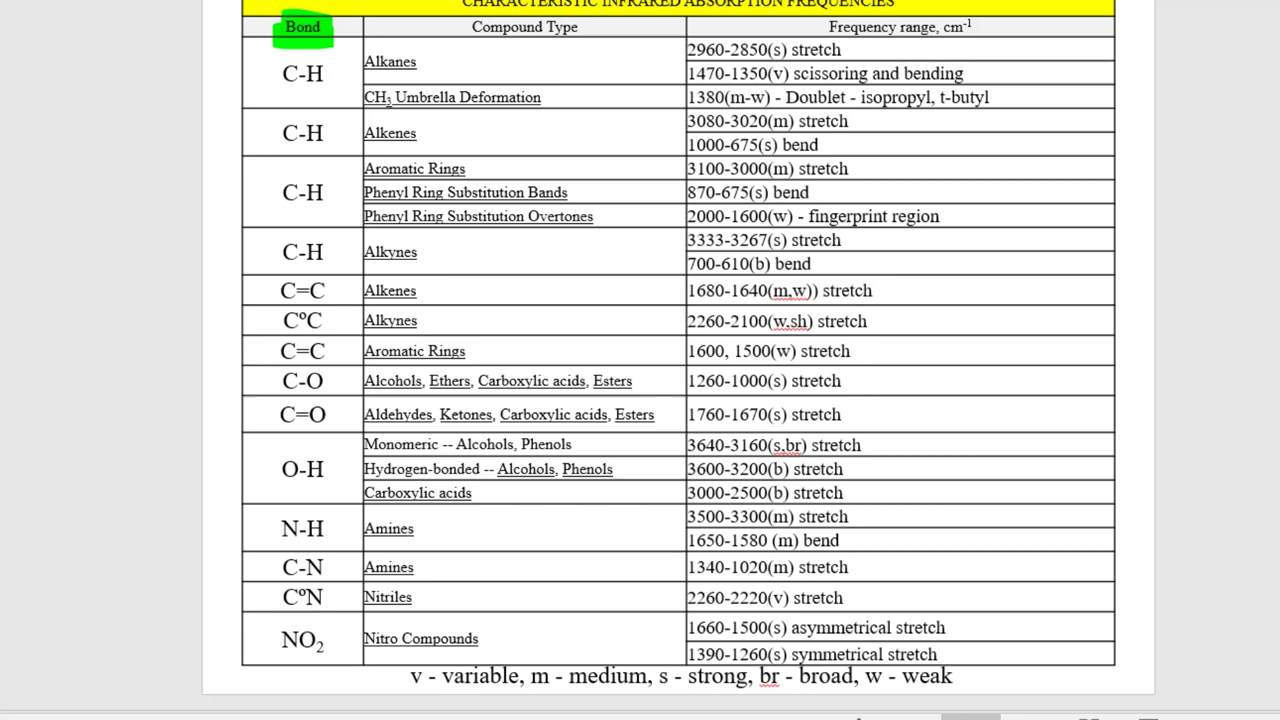 CHARACTERISTIC INFRARED ABSORPTION FREQUENCIES
Bond Compound Type Frequency range, cm-1
C-H Alkanes 2960-2850(s) stretch
1470-1350(v) scissoring and bending
CH3 Umbrella Deformation 1380(m-w) - Doublet - isopropyl, t-butyl
C-H Alkenes 3080-3020(m) stretch
1000-675(s) bend
C-H Aromatic Rings 3100-3000(m) stretch
Phenyl Ring Substitution Bands 870-675(s) bend
Phenyl Ring Substitution Overtones 2000-1600(w) - fingerprint region
C-H Alkynes 3333-3267(s) stretch
700-610(b) bend
C=C Alkenes 1680-1640(m,w)) stretch
CºC Alkynes 2260-2100(w,sh) stretch
C=C Aromatic Rings 1600, 1500(w) stretch
C-O Alcohols, Ethers, Carboxylic acids, Esters 1260-1000(s) stretch
C=O Aldehydes, Ketones, Carboxylic acids, Esters 1760-1670(s) stretch
O-H Monomeric -- Alcohols, Phenols 3640-3160(s,br) stretch
Hydrogen-bonded -- Alcohols, Phenols 3600-3200(b) stretch
Carboxylic acids 3000-2500(b) stretch
N-H Amines 3500-3300(m) stretch
1650-1580 (m) bend
C-N Amines 1340-1020(m) stretch
CºN Nitriles 2260-2220(v) stretch
NO2 Nitro Compounds 1660-1500(s) asymmetrical stretch
1390-1260(s) symmetrical stretch
v - variable, m - medium, s - strong, br - broad, w - weak